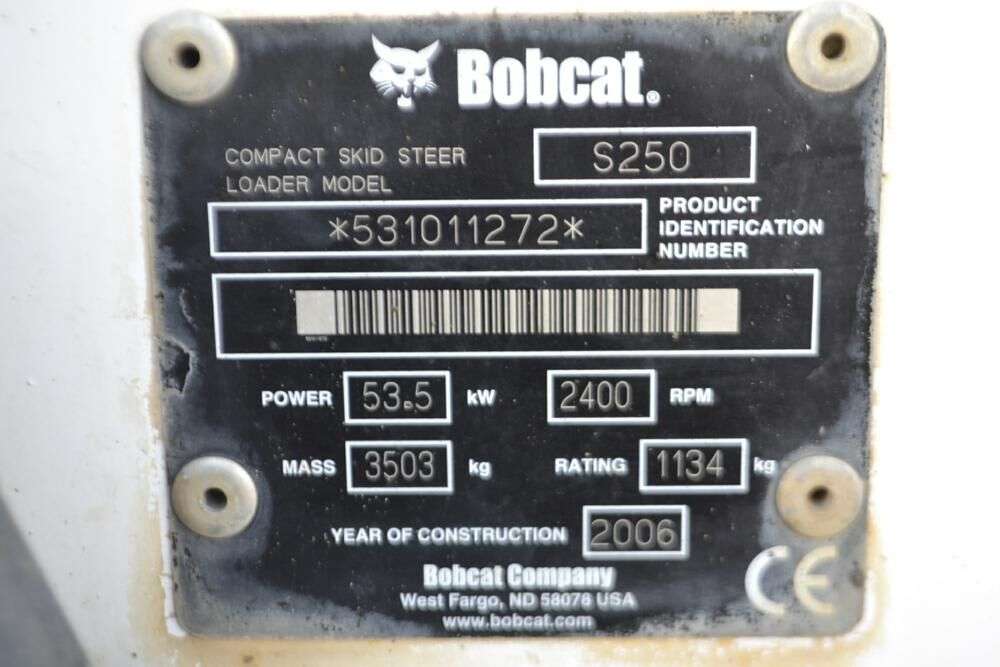 Bobcat®
COMPACT SKID STEER
LOADER MODEL
S250
*531011272*
PRODUCT
IDENTIFICATION
NUMBER
POWER 53.5 kW 2400 RPM
MASS 3503 kg RATING 1134 kg
YEAR OF CONSTRUCTION 2006
Bobcat Company
West Fargo, ND 58078 USA
www.bobcat.com
CE